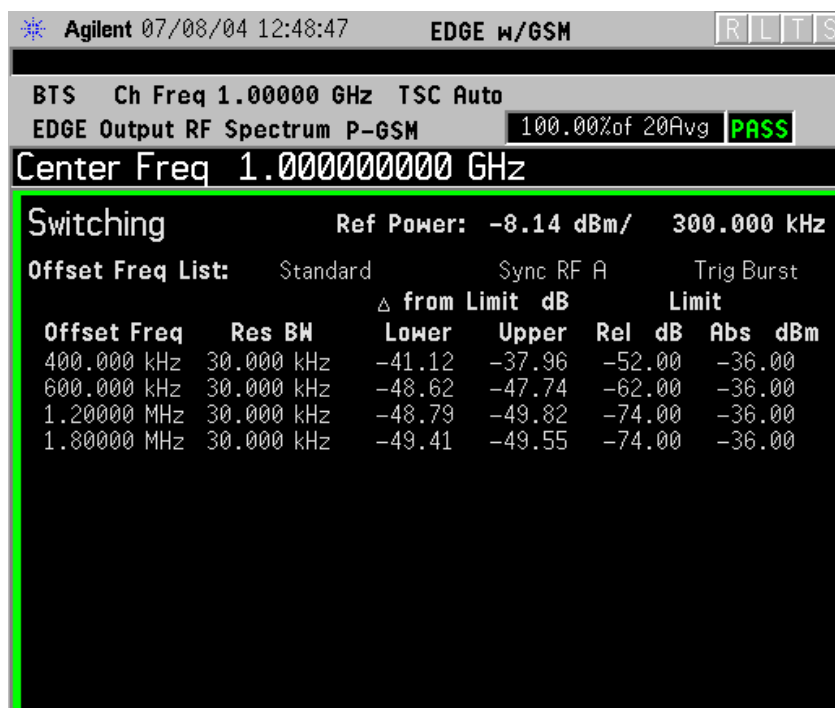 Agilent 07/08/04 12:48:47 EDGE w/GSM R L T S
BTS Ch Freq 1.00000 GHz TSC Auto
EDGE Output RF Spectrum P-GSM 100.00%of 20Avg PASS
Center Freq 1.000000000 GHz
Switching Ref Power: -8.14 dBm/ 300.000 kHz
Offset Freq List: Standard Sync RF A Trig Burst
△ from Limit dB Limit
Offset Freq Res BW Lower Upper Rel dB Abs dBm
400.000 kHz 30.000 kHz -41.12 -37.96 -52.00 -36.00
600.000 kHz 30.000 kHz -48.62 -47.74 -62.00 -36.00
1.20000 MHz 30.000 kHz -48.79 -49.82 -74.00 -36.00
1.80000 MHz 30.000 kHz -49.41 -49.55 -74.00 -36.00